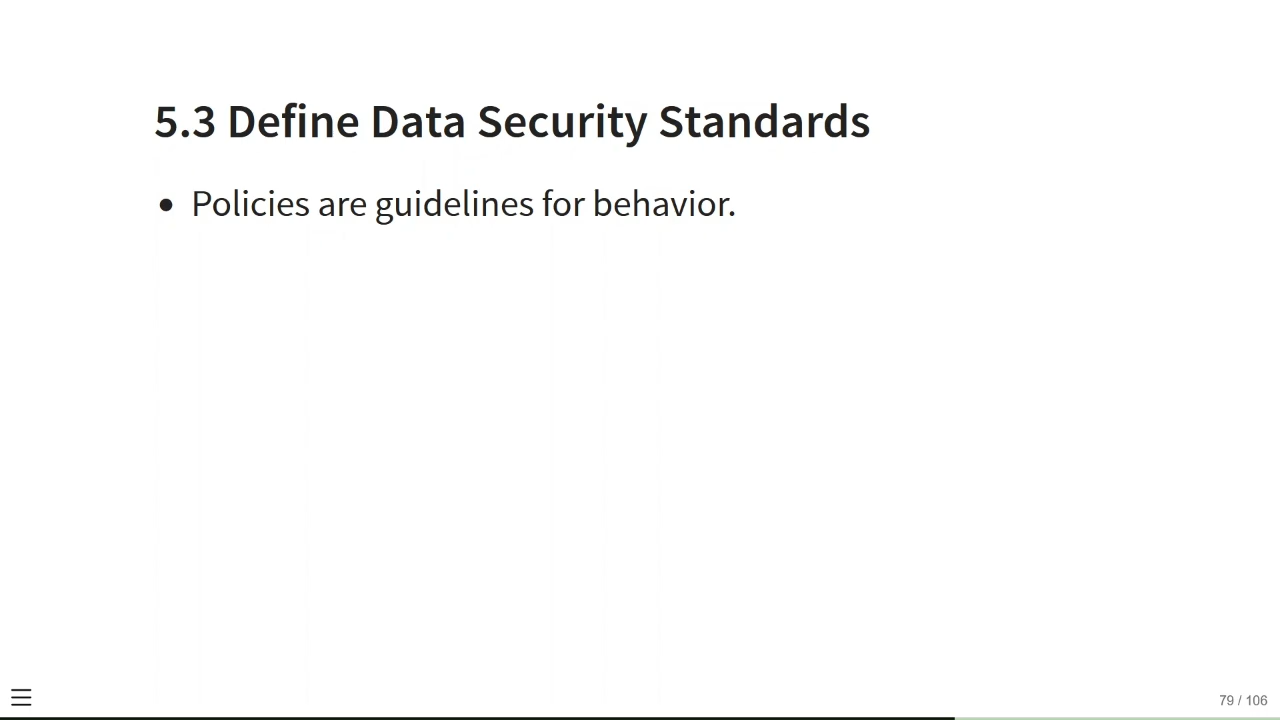 5.3 Define Data Security Standards
• Policies are guidelines for behavior.
79 / 106